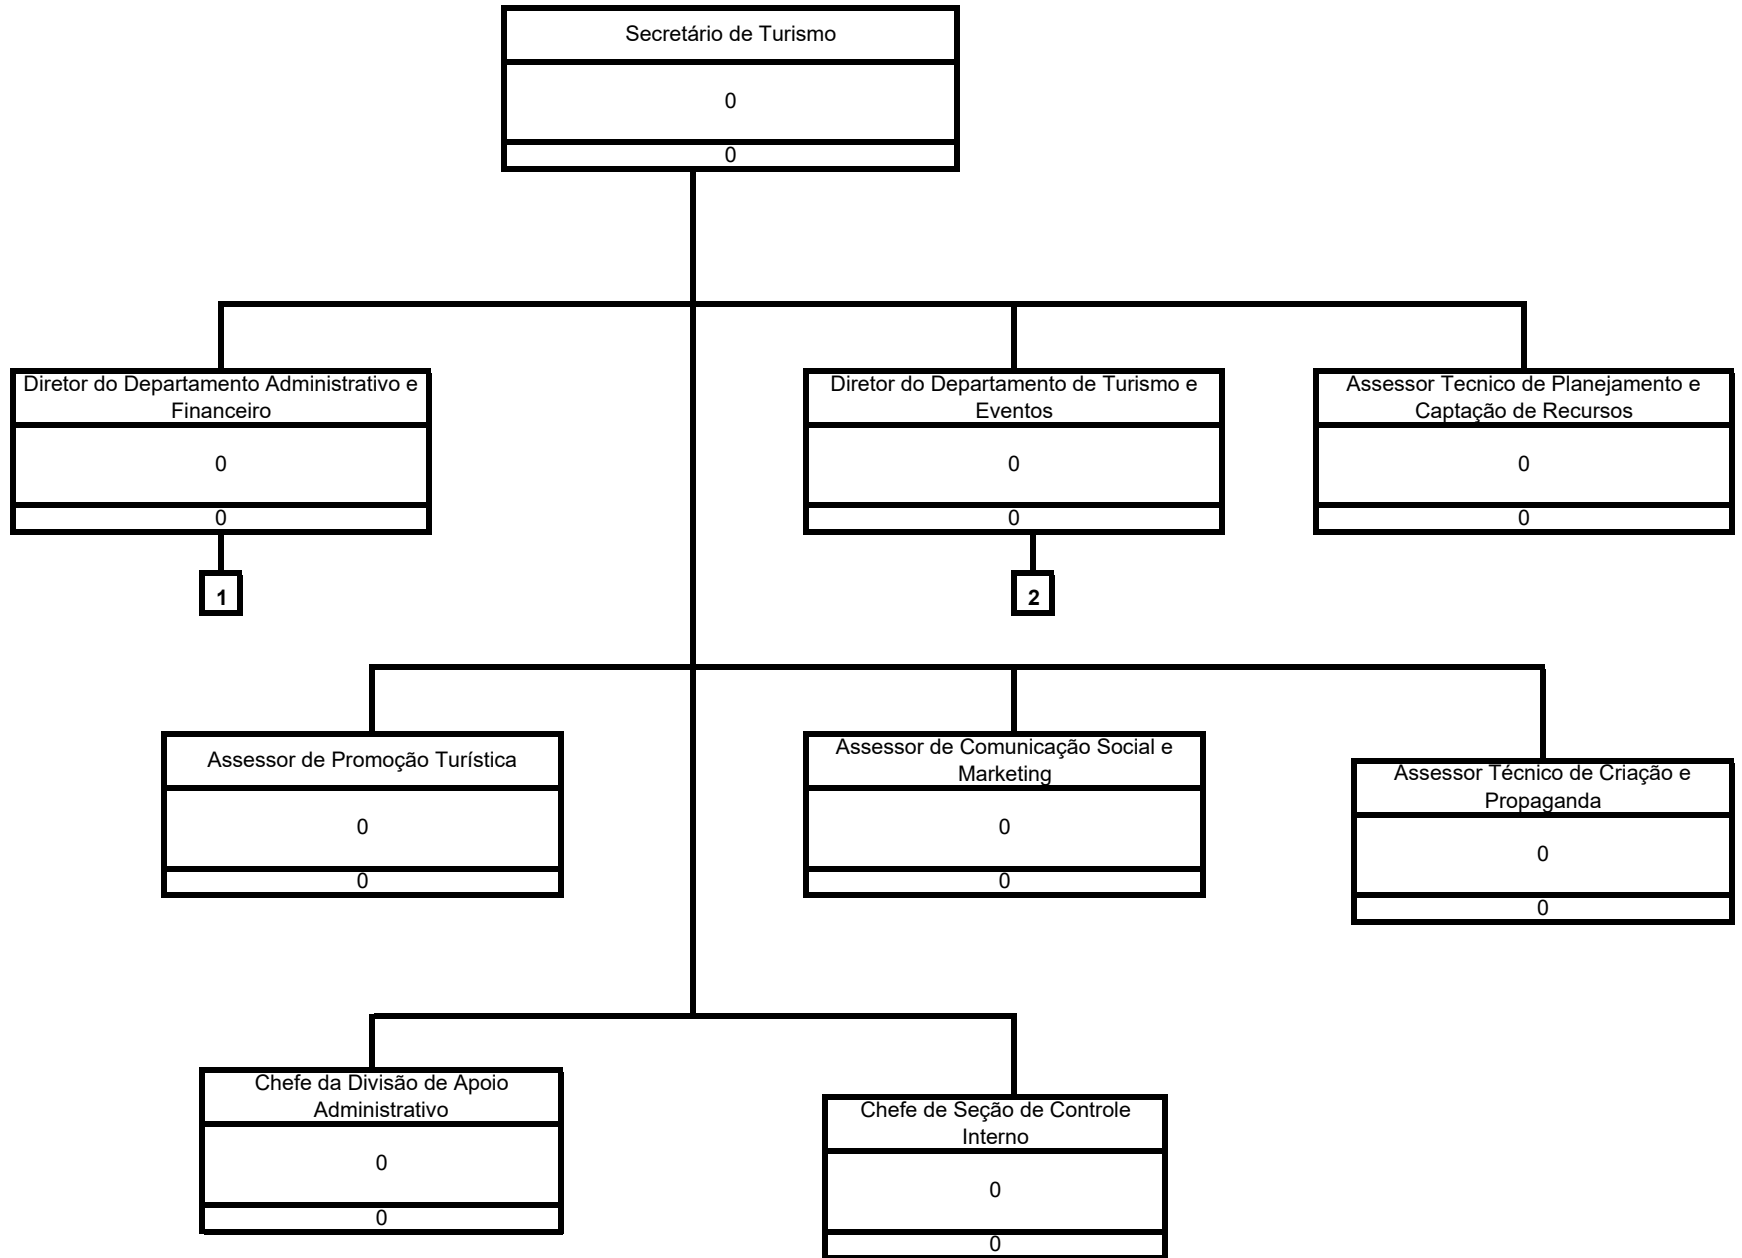 Secretário de Turismo
0
0
Diretor do Departamento Administrativo e
Financeiro
0
0
1
Diretor do Departamento de Turismo e
Eventos
0
0
2
Assessor Tecnico de Planejamento e
Captação de Recursos
0
0
Assessor de Promoção Turística
0
0
Assessor de Comunicação Social e
Marketing
0
0
Assessor Técnico de Criação e
Propaganda
0
0
Chefe da Divisão de Apoio
Administrativo
0
0
Chefe de Seção de Controle
Interno
0
0